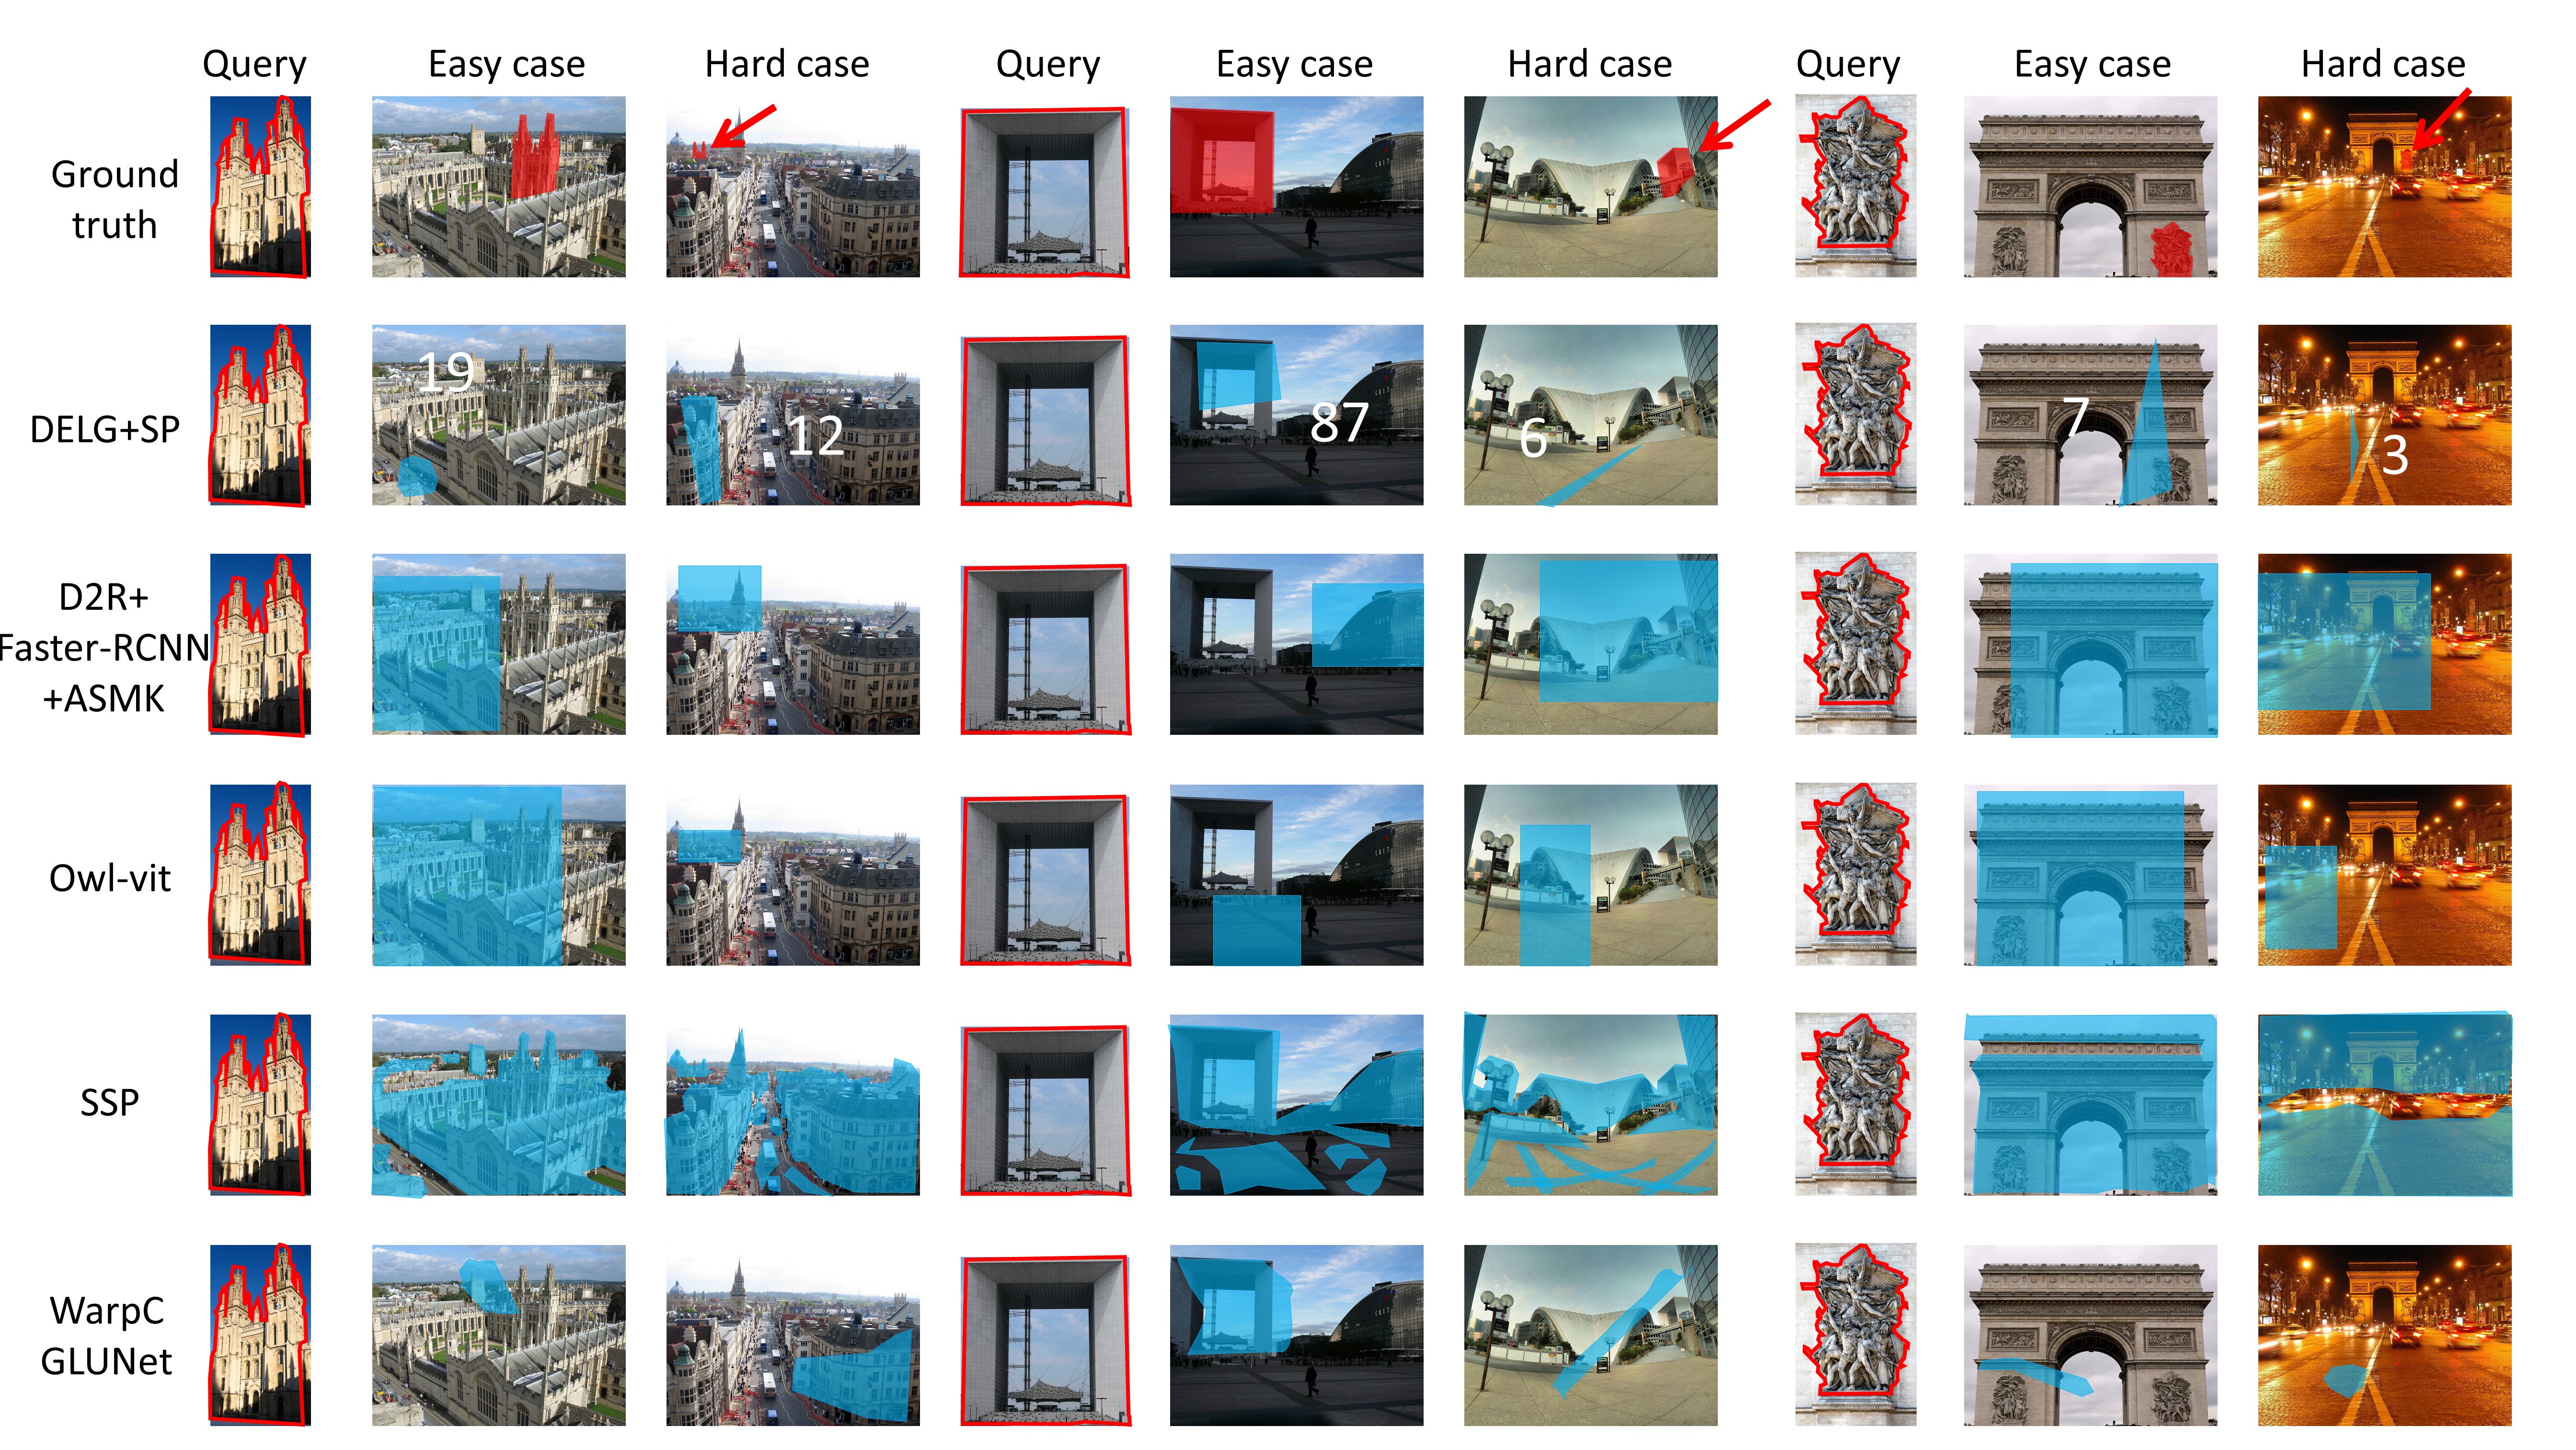 Query Easy case Hard case Query Easy case Hard case Query Easy case Hard case
Ground
truth
DELG+SP
19
12
87
6
7
3
D2R+
Faster-RCNN
+ASMK
Owl-vit
SSP
WarpC
GLUNet